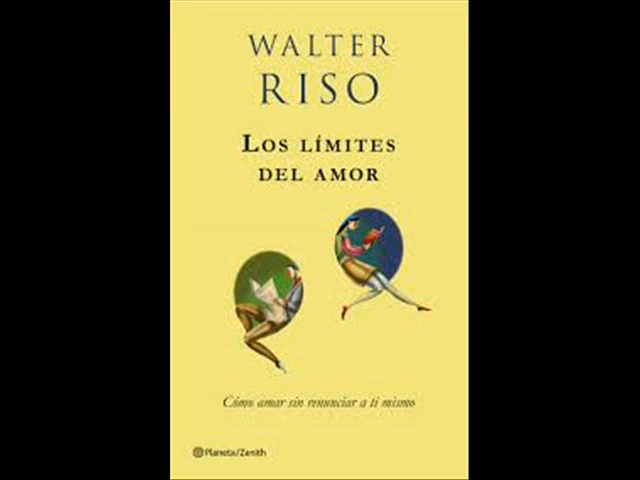 WALTER
RISO
LOS LÍMITES
DEL AMOR
Cómo amar sin renunciar a ti mismo
Planeta/Zenith